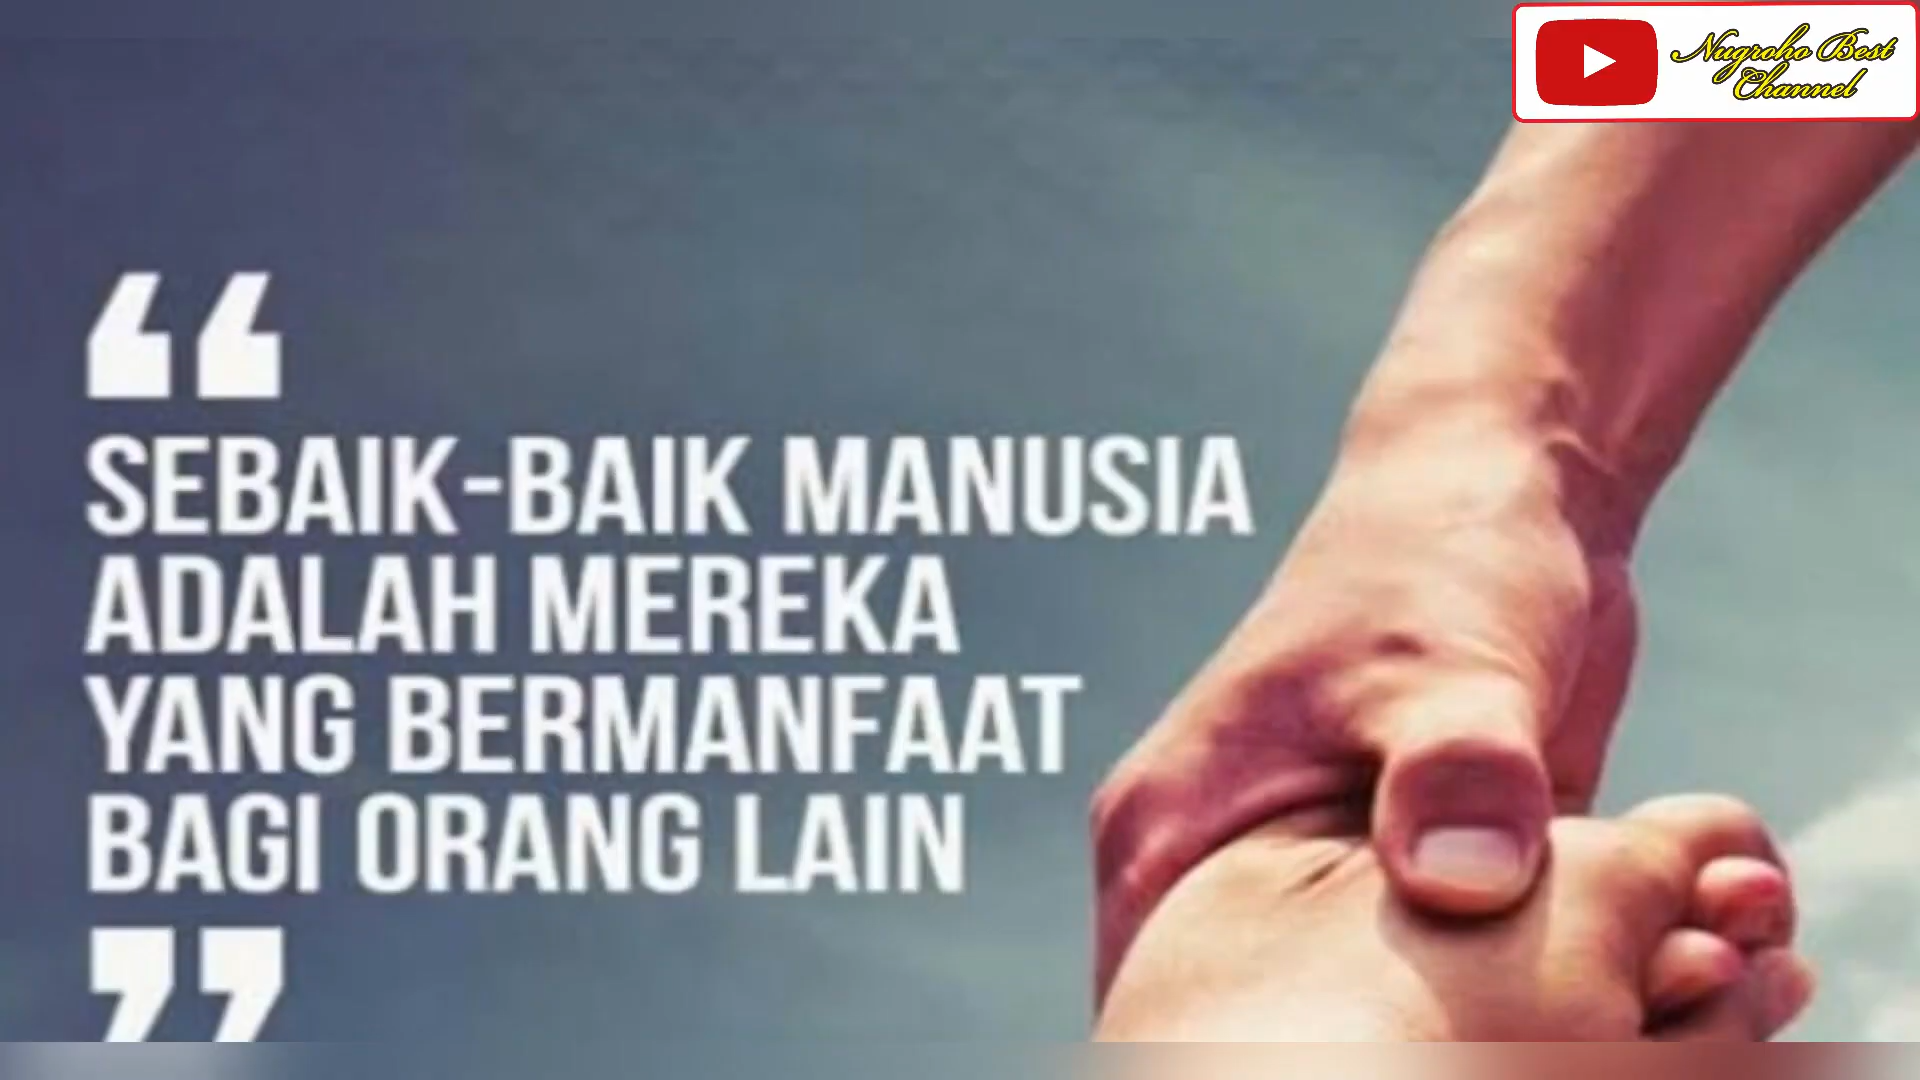 Nugroho Best
Channel
“
SEBAIK-BAIK MANUSIA
ADALAH MEREKA
YANG BERMANFAAT
BAGI ORANG LAIN
”